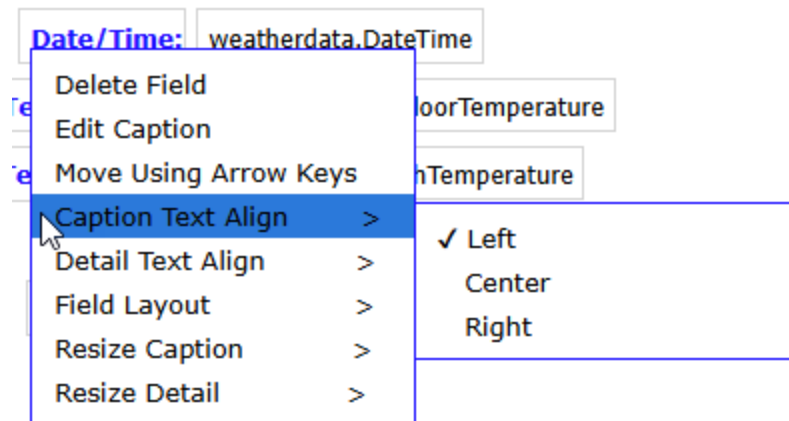 Date/Time: weatherdata.DateTime
Delete Field
Edit Caption
Move Using Arrow Keys
Caption Text Align >
Detail Text Align >
Field Layout >
Resize Caption >
Resize Detail >
✓ Left
Center
Right